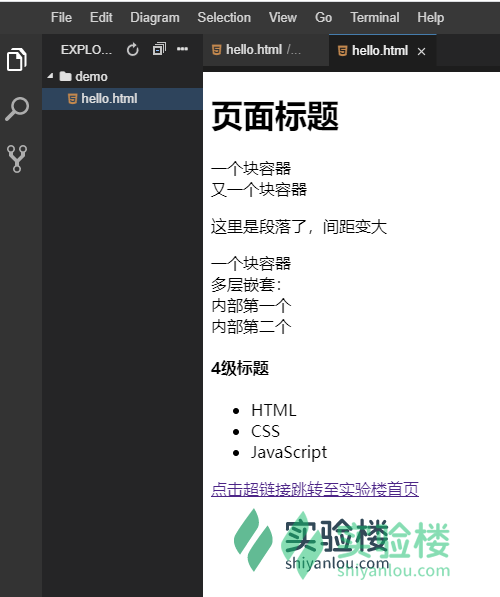 File Edit Diagram Selection View Go Terminal Help
EXPLO...
hello.html /...
hello.html
demo
hello.html
页面标题
一个块容器
又一个块容器
这里是段落了，间距变大
一个块容器
多层嵌套：
内部第一个
内部第二个
4级标题
HTML
CSS
JavaScript
点击超链接跳转至实验楼首页
实验楼
shiyanlou.com
实验楼
shiyanlou.com